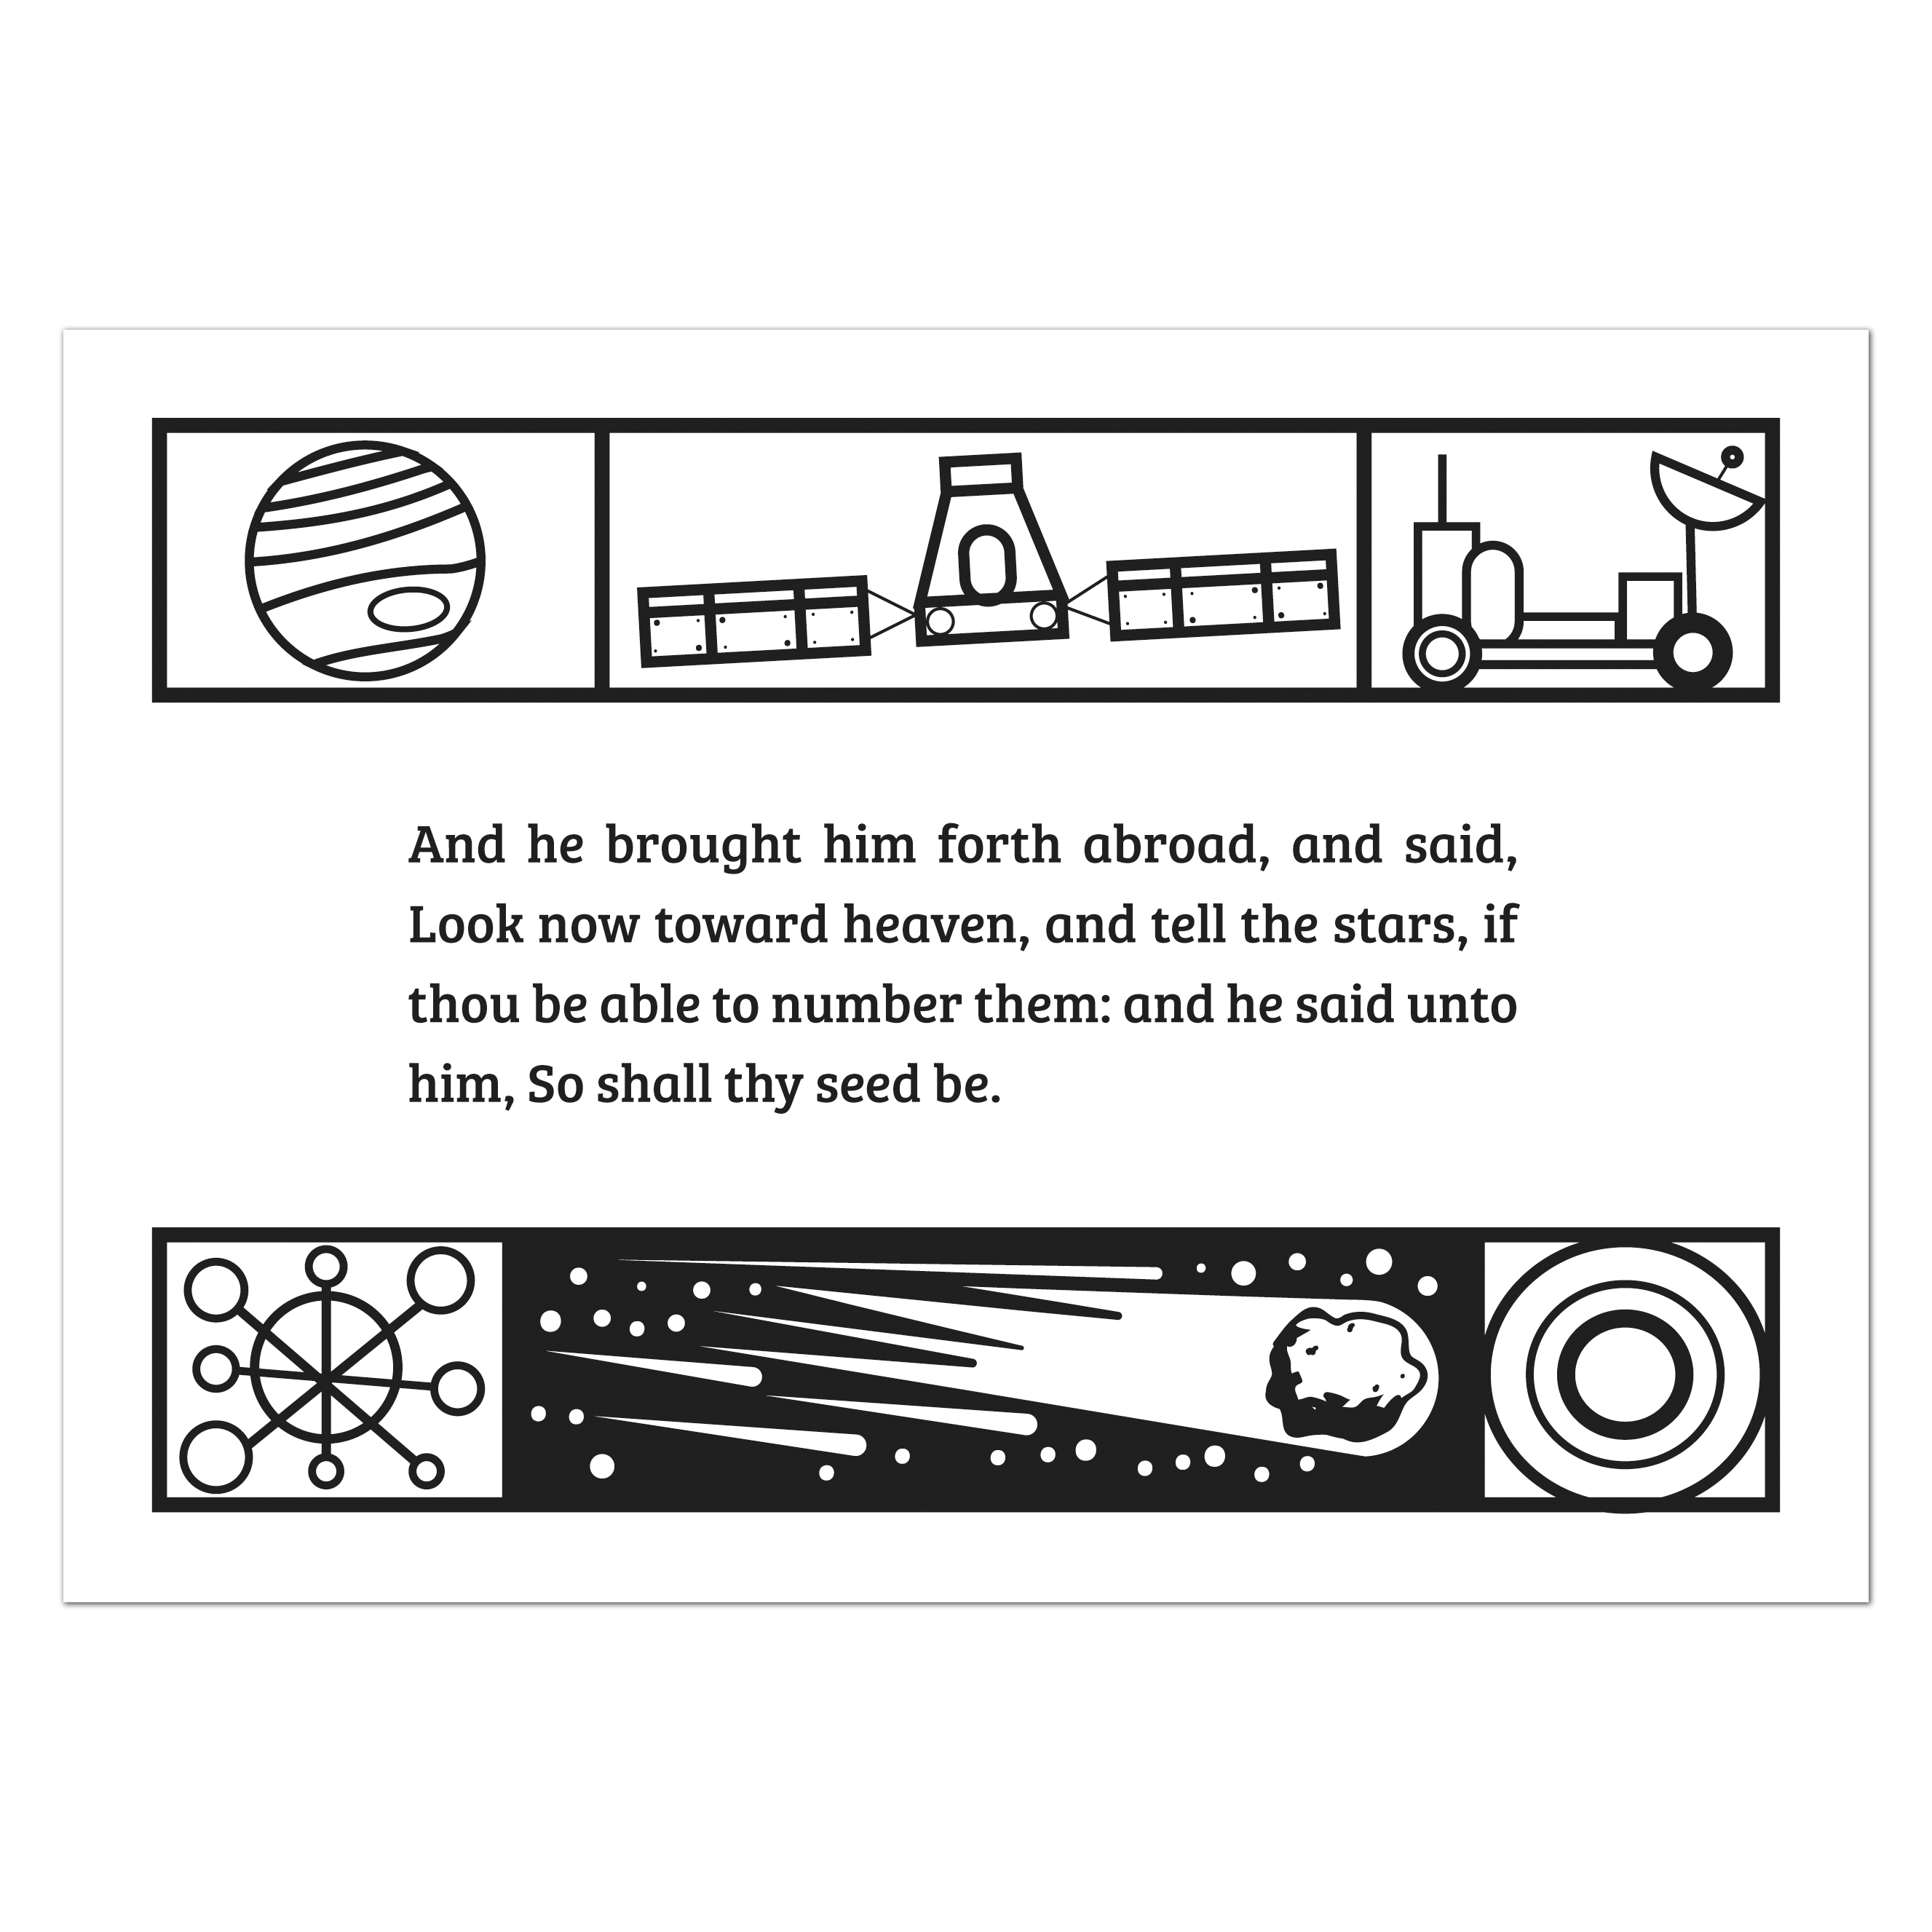 And he brought him forth abroad, and said,
Look now toward heaven, and tell the stars, if
thou be able to number them: and he said unto
him, So shall thy seed be.